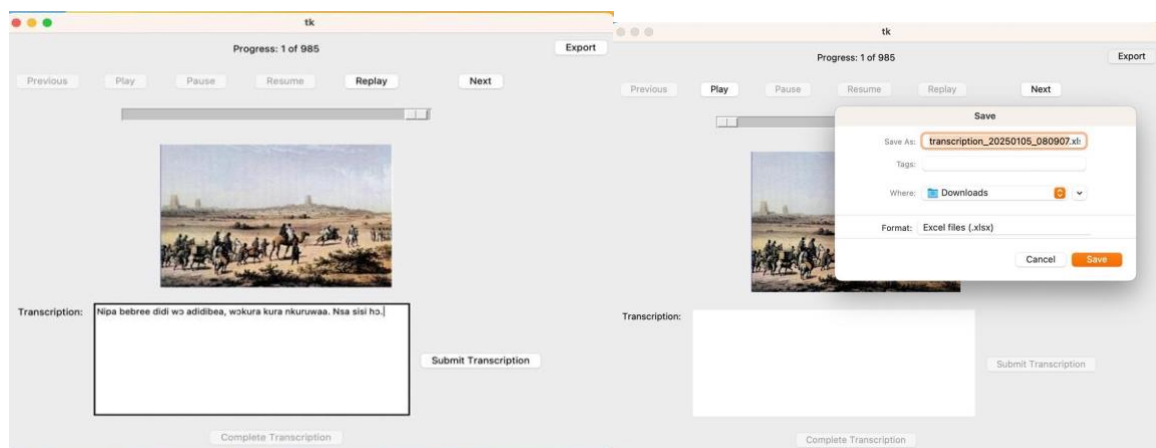 tk
Progress: 1 of 985
Export
Previous Play Pause Resume Replay Next
Transcription: Nipa bebree didi wɔ adidibea, wɔkura kura nkuruwaa. Nsa sisi hɔ.
Submit Transcription
Complete Transcription
tk
Progress: 1 of 985
Export
Previous Play Pause Resume Replay Next
Save
Save As: transcription_20250105_080907.xls
Tags:
Where: Downloads
Format: Excel files (.xlsx)
Cancel Save
Transcription:
Submit Transcription
Complete Transcription